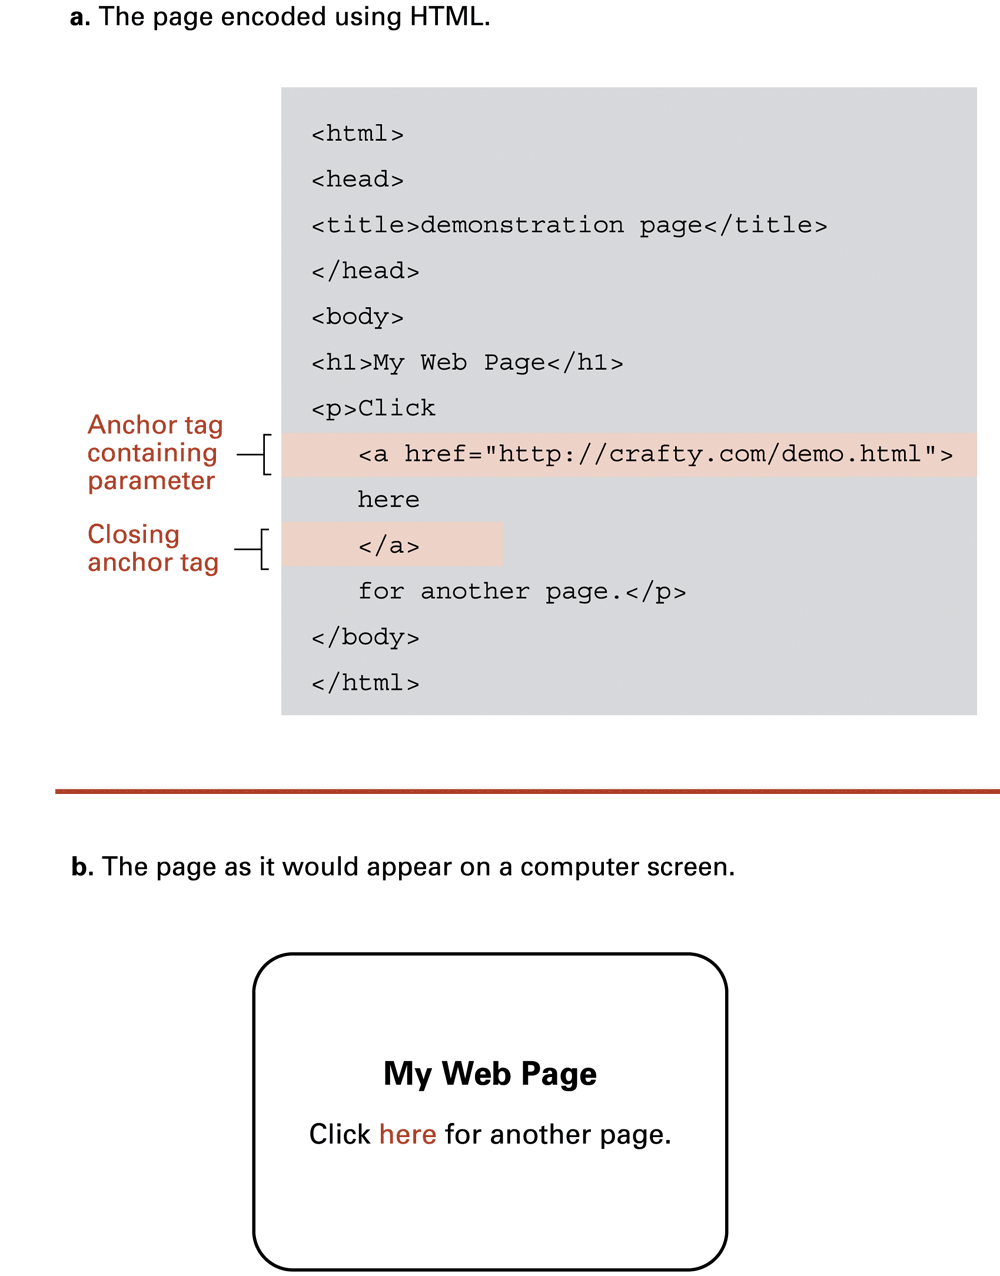 a. The page encoded using HTML.
<html>
<head>
<title>demonstration page</title>
</head>
<body>
<h1>My Web Page</h1>
<p>Click
Anchor tag
containing
parameter
<a href="http://crafty.com/demo.html">
here
Closing
anchor tag
</a>
for another page.</p>
</body>
</html>
b. The page as it would appear on a computer screen.
My Web Page
Click here for another page.